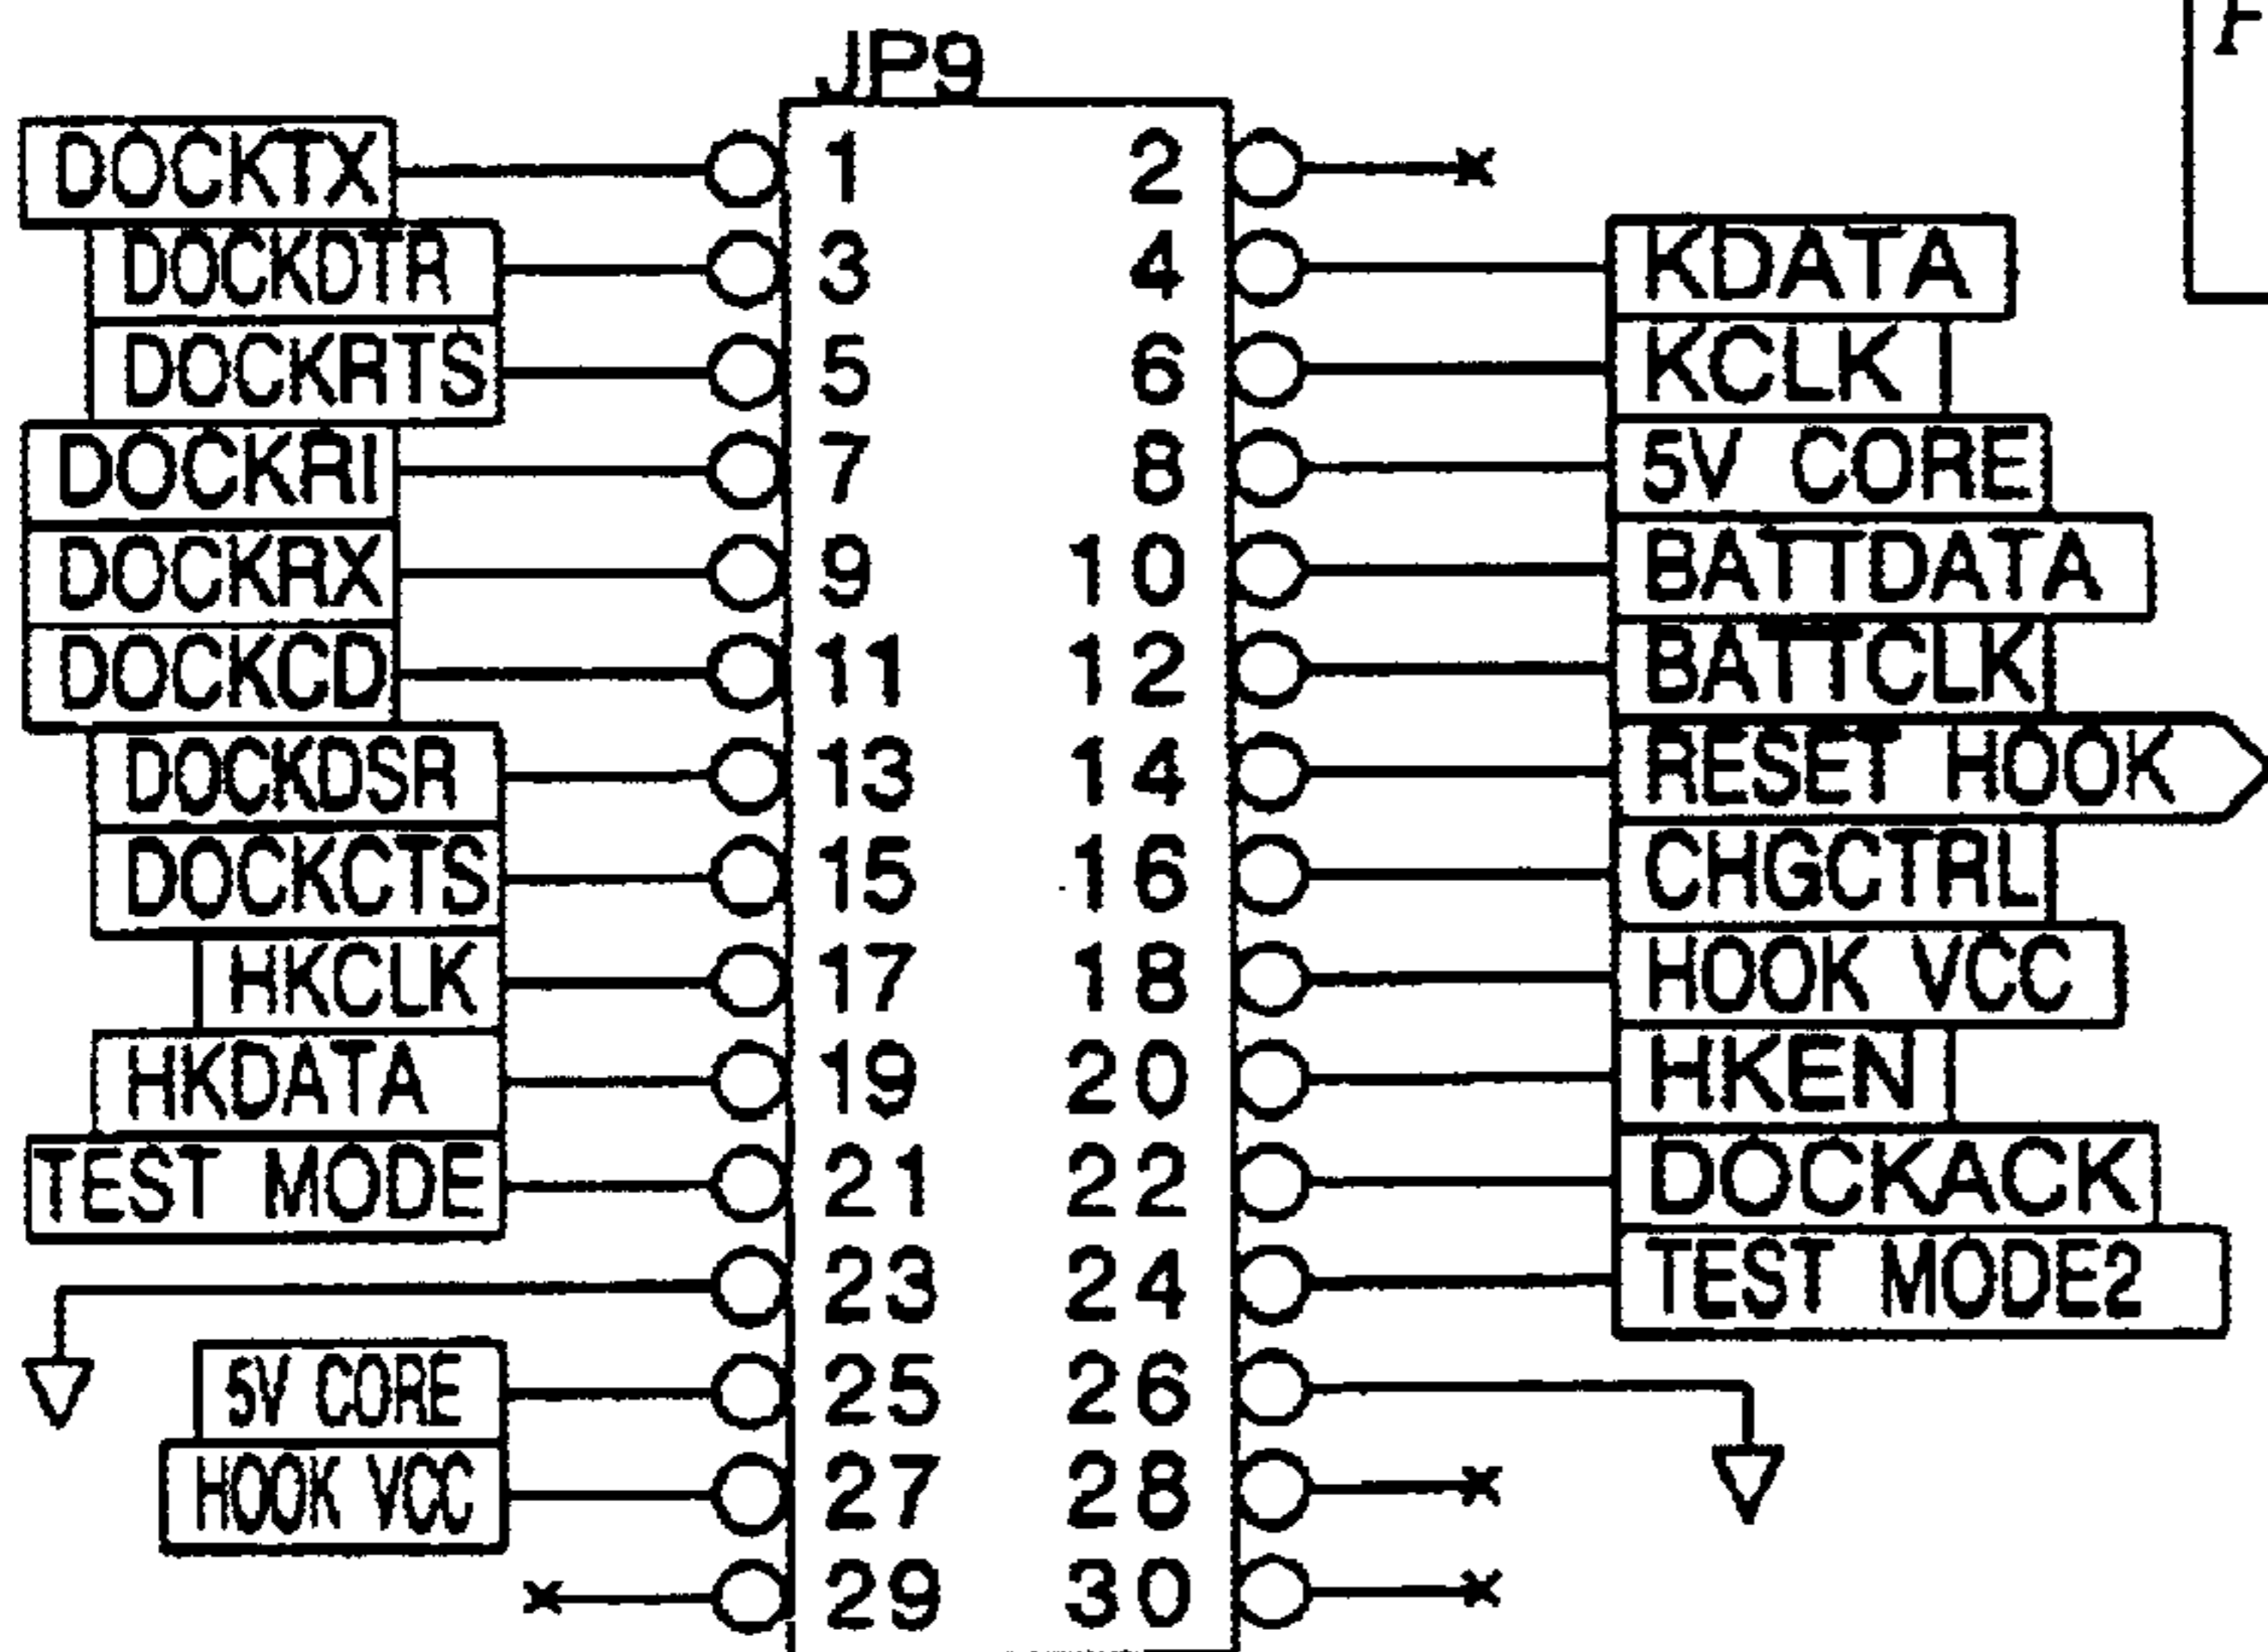 JP9
DOCKTX 1 2
DOCKDTR 3 4 KDATA
DOCKRTS 5 6 KCLK
DOCKRI 7 8 5V CORE
DOCKRX 9 10 BATTDATA
DOCKCD 11 12 BATTCLK
DOCKDSR 13 14 RESET HOOK
DOCKCTS 15 16 CHGCTRL
HKCLK 17 18 HOOK VCC
HKDATA 19 20 HKEN
TEST MODE 21 22 DOCKACK
23 24 TEST MODE2
5V CORE 25 26
HOOK VCC 27 28
29 30